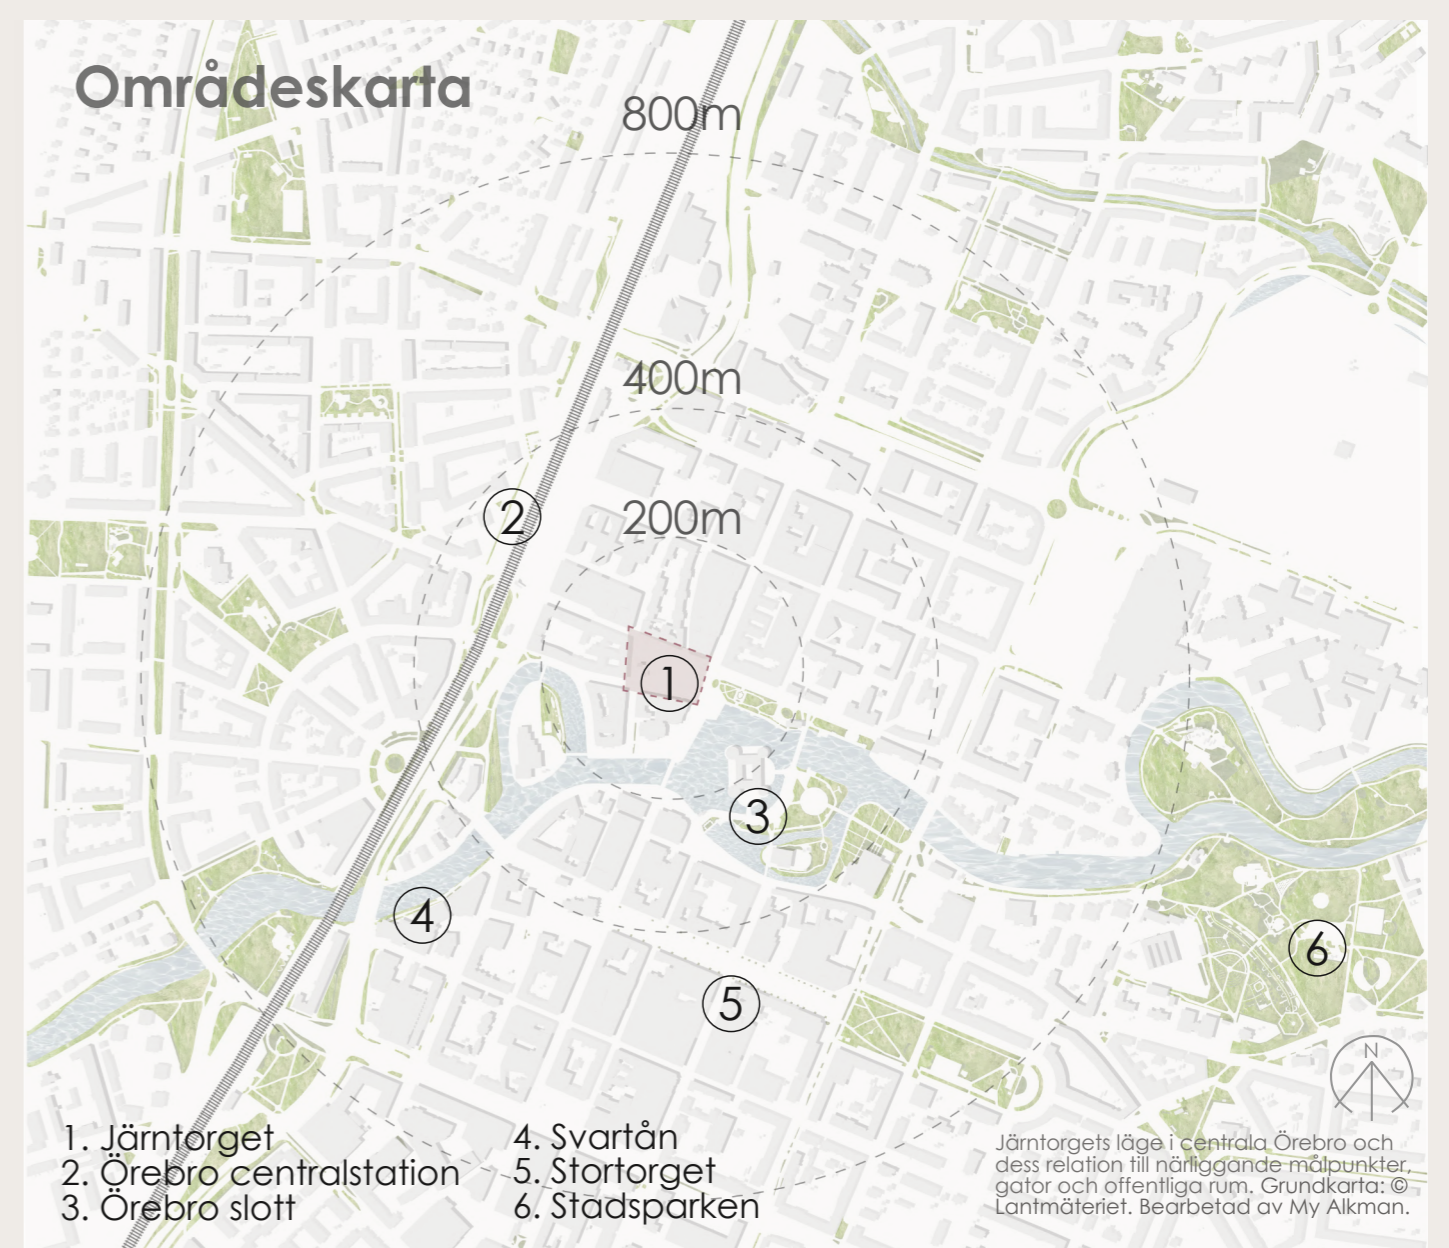 Områdeskarta
800m
400m
200m
2
1
3
4
5
6
N
1. Järntorget
2. Örebro centralstation
3. Örebro slott
4. Svartån
5. Stortorget
6. Stadsparken
Järntorgets läge i centrala Örebro och
dess relation till närliggande målpunkter,
gator och offentliga rum. Grundkarta: ©
Lantmäteriet. Bearbetad av My Alkman.